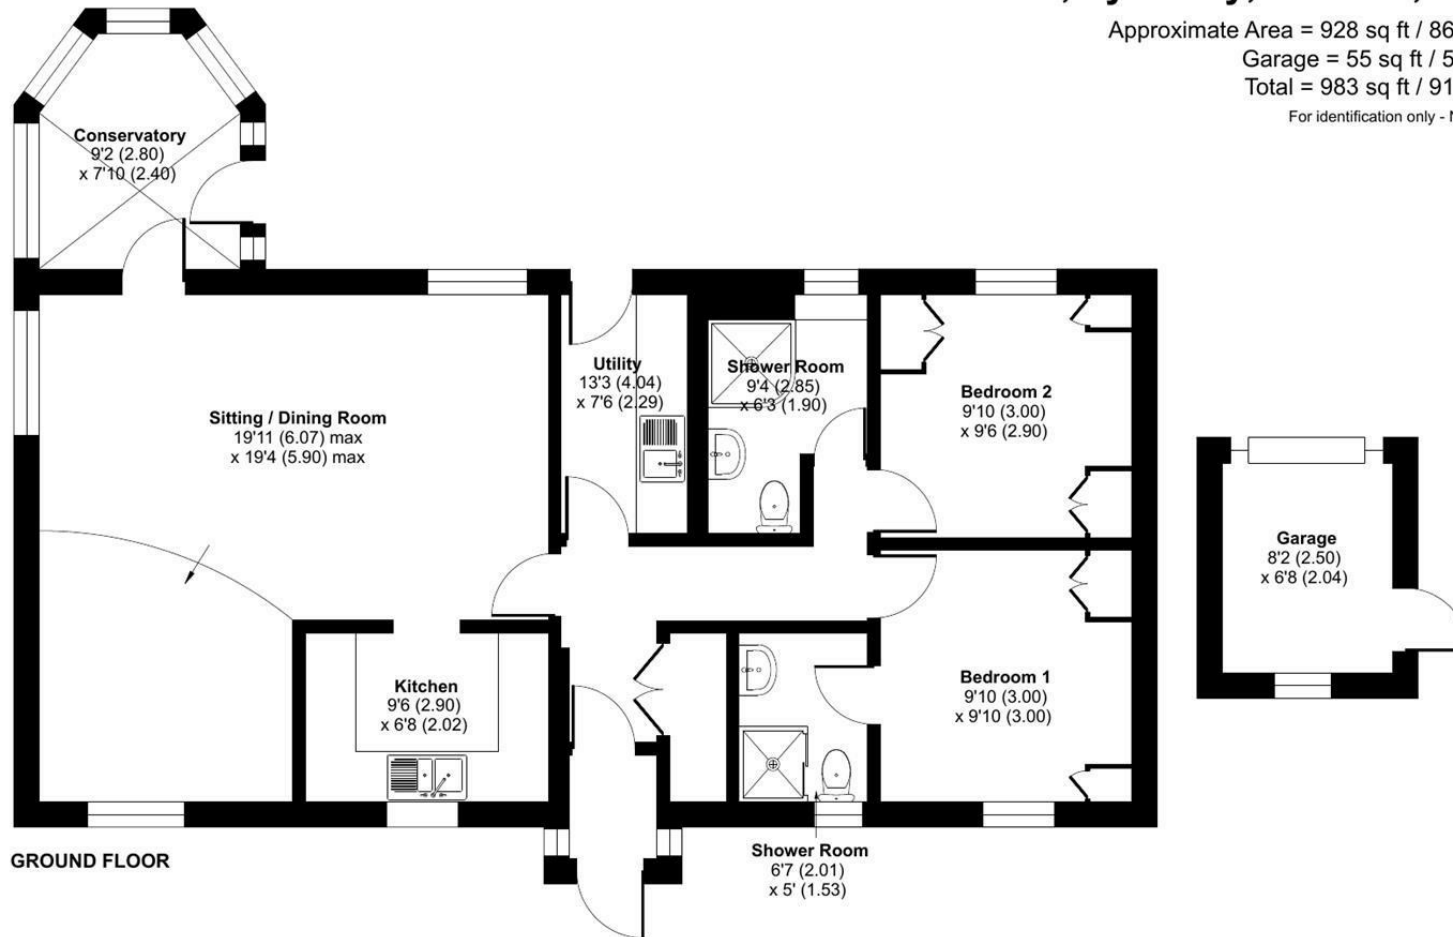 Approximate Area = 928 sq ft / 86
Garage = 55 sq ft / 5
Total = 983 sq ft / 91
For identification only - N
Conservatory
9'2 (2.80)
x 7'10 (2.40)
Utility
13'3 (4.04)
x 7'6 (2.29)
Shower Room
9'4 (2.85)
x 6'3 (1.90)
Bedroom 2
9'10 (3.00)
x 9'6 (2.90)
Sitting / Dining Room
19'11 (6.07) max
x 19'4 (5.90) max
Garage
8'2 (2.50)
x 6'8 (2.04)
Kitchen
9'6 (2.90)
x 6'8 (2.02)
Bedroom 1
9'10 (3.00)
x 9'10 (3.00)
Shower Room
6'7 (2.01)
x 5' (1.53)
GROUND FLOOR